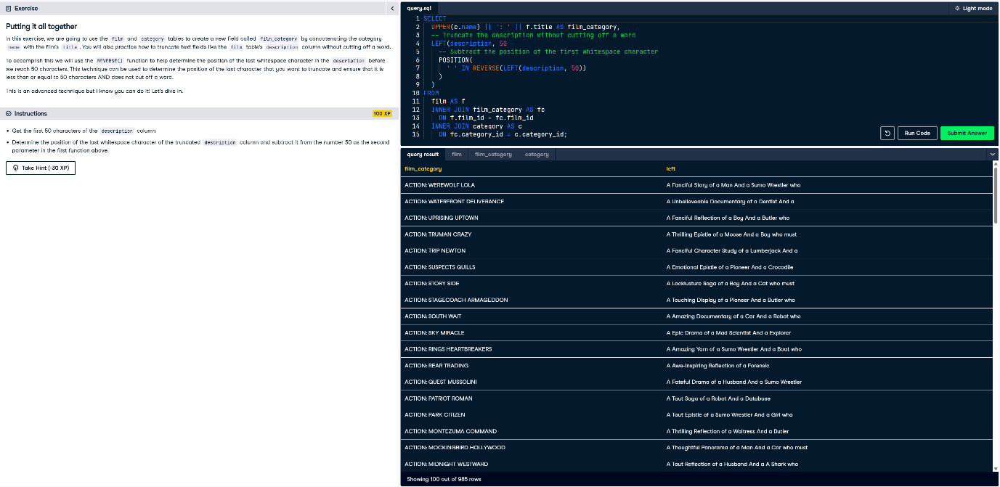 Exercise
Putting it all together
In this exercise, we are going to use the film and category tables to create a new field called film_category by concatenating the category
name with the film's title . You will also practice how to truncate text fields like the film table's description column without cutting off a word.
To accomplish this we will use the REVERSE() function to help determine the position of the last whitespace character in the description before
we reach 50 characters. This technique can be used to determine the position of the last character that you want to truncate and ensure that it is
less than or equal to 50 characters AND does not cut off a word.
This is an advanced technique but I know you can do it! Let's dive in.
Instructions
100 XP
• Get the first 50 characters of the description column
• Determine the position of the last whitespace character of the truncated description column and subtract it from the number 50 as the second
parameter in the first function above.
Take Hint (-30 XP)
query.sql
Light mode
1 SELECT
2 UPPER(c.name) || ': ' || f.title AS film_category,
3 -- Truncate the description without cutting off a word
4 LEFT(description, 50 -
5 -- Subtract the position of the first whitespace character
6 POSITION(
7 ' ' IN REVERSE(LEFT(description, 50))
8 )
9 )
10 FROM
11 film AS f
12 INNER JOIN film_category AS fc
13 ON f.film_id = fc.film_id
14 INNER JOIN category AS c
15 ON fc.category_id = c.category_id;
Run Code
Submit Answer
query result film film_category category
film_category left
ACTION: WEREWOLF LOLA A Fanciful Story of a Man And a Sumo Wrestler who
ACTION: WATERFRONT DELIVERANCE A Unbelieveable Documentary of a Dentist And a
ACTION: UPRISING UPTOWN A Fanciful Reflection of a Boy And a Butler who
ACTION: TRUMAN CRAZY A Thrilling Epistle of a Moose And a Boy who must
ACTION: TRIP NEWTON A Fanciful Character Study of a Lumberjack And a
ACTION: SUSPECTS QUILLS A Emotional Epistle of a Pioneer And a Crocodile
ACTION: STORY SIDE A Lacklusture Saga of a Boy And a Cat who must
ACTION: STAGECOACH ARMAGEDDON A Touching Display of a Pioneer And a Butler who
ACTION: SOUTH WAIT A Amazing Documentary of a Car And a Robot who
ACTION: SKY MIRACLE A Epic Drama of a Mad Scientist And a Explorer
ACTION: RINGS HEARTBREAKERS A Amazing Yarn of a Sumo Wrestler And a Boat who
ACTION: REAR TRADING A Awe-Inspiring Reflection of a Forensic
ACTION: QUEST MUSSOLINI A Fateful Drama of a Husband And a Sumo Wrestler
ACTION: PATRIOT ROMAN A Taut Saga of a Robot And a Database
ACTION: PARK CITIZEN A Taut Epistle of a Sumo Wrestler And a Girl who
ACTION: MONTEZUMA COMMAND A Thrilling Reflection of a Waitress And a Butler
ACTION: MOCKINGBIRD HOLLYWOOD A Thoughtful Panorama of a Man And a Car who must
ACTION: MIDNIGHT WESTWARD A Taut Reflection of a Husband And a A Shark who
Showing 100 out of 985 rows